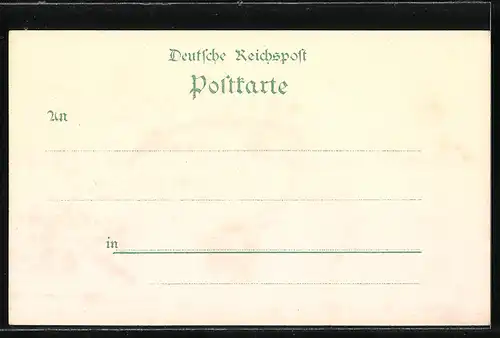 Deutsche Reichspost
Postkarte
An
in